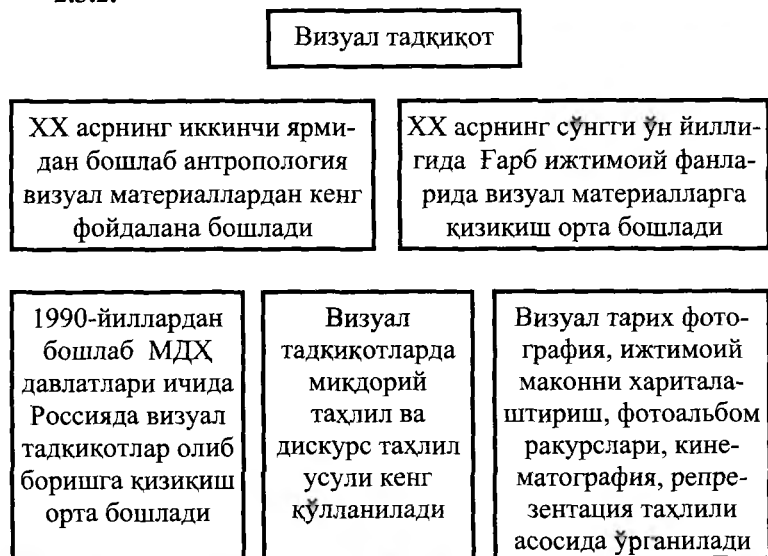 Визуал тадқиқот
ХХ асрнинг иккинчи ярми-
дан бошлаб антропология
визуал материаллардан кенг
фойдалана бошлади
ХХ асрнинг сўнгги ўн йилли-
гида Ғарб ижтимоий фанла-
рида визуал материалларга
қизиқиш орта бошлади
1990-йиллардан
бошлаб МДҲ
давлатлари ичида
Россияда визуал
тадқиқотлар олиб
боришга қизиқиш
орта бошлади
Визуал
тадқиқотларда
миқдорий
таҳлил ва
дискурс таҳлил
усули кенг
қўлланилади
Визуал тарих фото-
графия, ижтимоий
маконни харитала-
штириш, фотоальбом
ракурслари, кине-
матография, репре-
зентация таҳлили
асосида ўрганилади